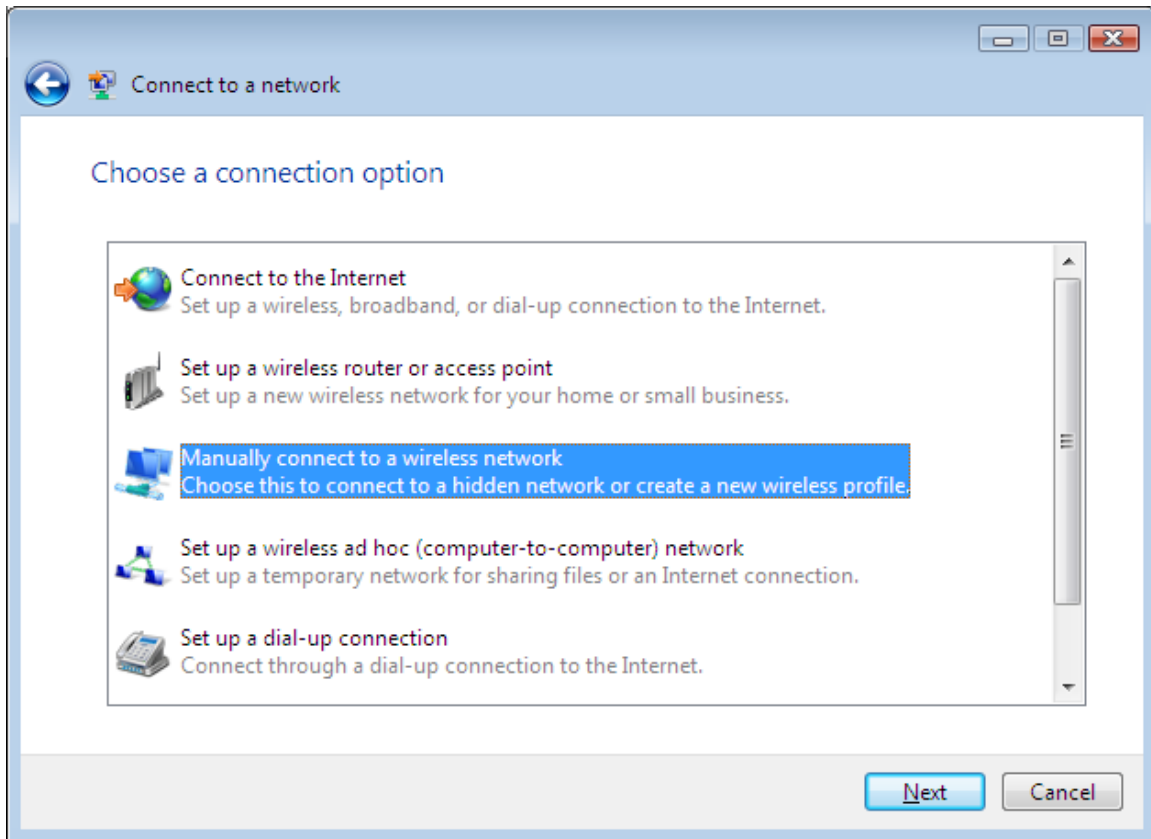 Connect to a network
Choose a connection option
Connect to the Internet
Set up a wireless, broadband, or dial-up connection to the Internet.
Set up a wireless router or access point
Set up a new wireless network for your home or small business.
Manually connect to a wireless network
Choose this to connect to a hidden network or create a new wireless profile.
Set up a wireless ad hoc (computer-to-computer) network
Set up a temporary network for sharing files or an Internet connection.
Set up a dial-up connection
Connect through a dial-up connection to the Internet.
Next Cancel